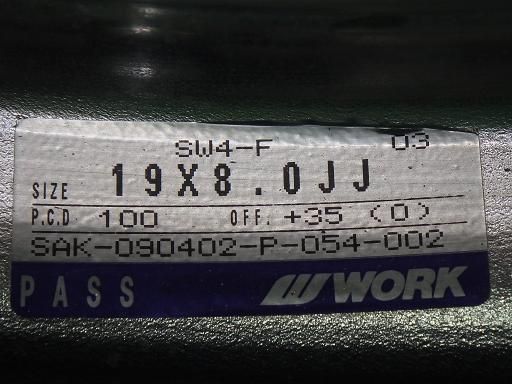 SW4-F 03
SIZE 19X8.0JJ
P.C.D 100 OFF. +35 (0)
SAK-090402-P-054-002
PASS WORK